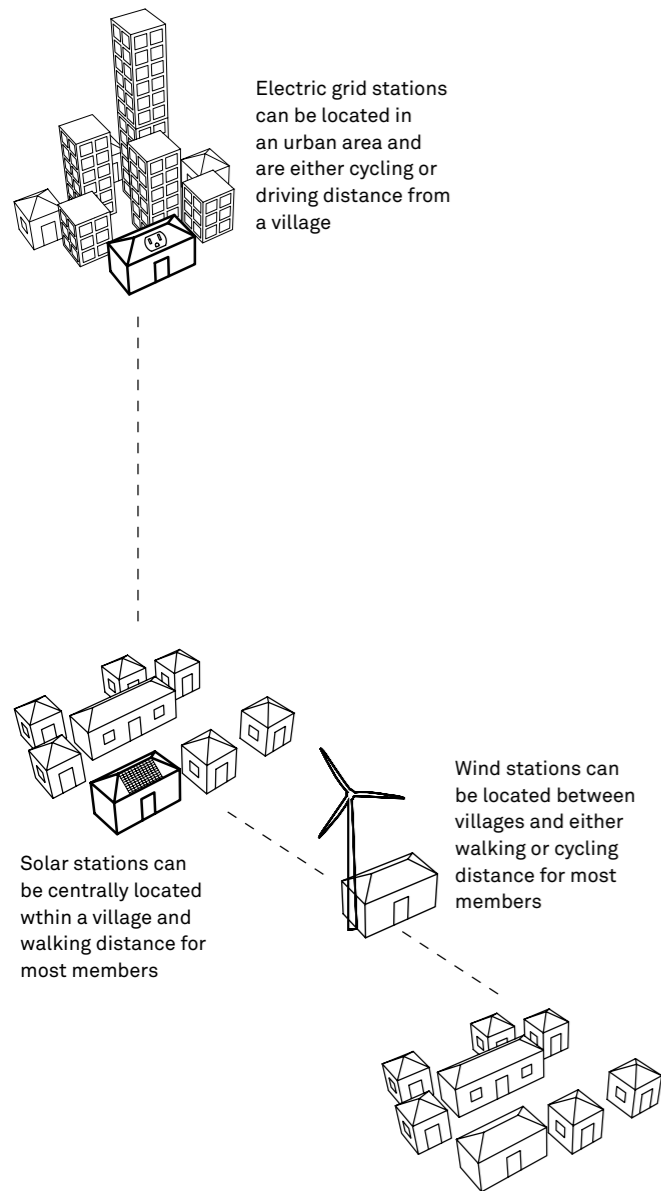 Electric grid stations
can be located in
an urban area and
are either cycling or
driving distance from
a village
Wind stations can
be located between
villages and either
walking or cycling
distance for most
members
Solar stations can
be centrally located
wthin a village and
walking distance for
most members